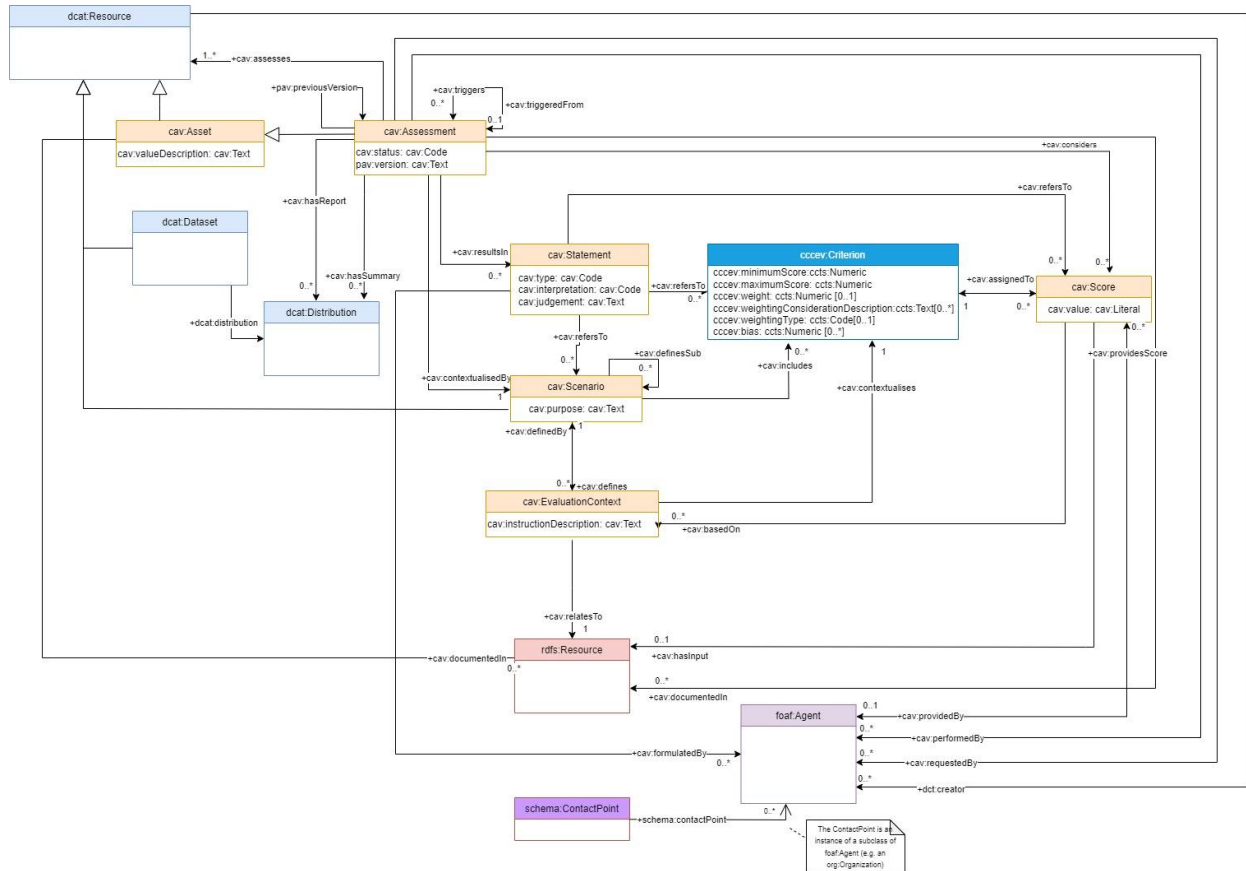 dcat:Resource
1..*
+cav:assesses
+pav:previousVersion
+cav:triggers
0..*
+cav:triggeredFrom
0..1
cav:Asset
cav:valueDescription: cav:Text
cav:Assessment
cav:status: cav:Code
pav:version: cav:Text
+cav:considers
+cav:refersTo
+cav:hasReport
dcat:Dataset
+cav:resultsIn
0..*
cav:Statement
cav:type: cav:Code
cav:interpretation: cav:Code
cav:judgement: cav:Text
cccev:Criterion
cccev:minimumScore:ccts:Numeric
cccev:maximumScore: ccts:Numeric
cccev:weight: ccts:Numeric [0..1]
cccev:weightingConsiderationDescription:ccts:Text[0..*]
cccev:weightingType: ccts:Code[0..1]
cccev:bias: ccts:Numeric [0..*]
0..*
0..*
+cav:assignedTo
1
0..*
cav:Score
cav:value: cav:Literal
0..*
+cav:hasSummary
0..*
0..*
+cav:refersTo
0..*
dcat:Distribution
+dcat:distribution
+cav:refersTo
0..*
+cav:definesSub
0..*
0..*
+cav:includes
1
+cav:contextualises
+cav:providesScore
+cav:contextualisedBy
1
cav:Scenario
cav:purpose: cav:Text
+cav:definedBy
1
0..*
+cav:defines
cav:EvaluationContext
cav:instructionDescription: cav:Text
0..*
+cav:basedOn
+cav:relatesTo
1
rdfs:Resource
+cav:documentedIn
0..*
0..1
+cav:hasInput
0..*
+cav:documentedIn
foaf:Agent
0..1
+cav:providedBy
0..*
+cav:performedBy
0..*
+cav:requestedBy
0..*
+dct:creator
+cav:formulatedBy
0..*
schema:ContactPoint
+schema:contactPoint
0..*
The ContactPoint is an
instance of a subclass of
foaf:Agent (e.g. an
org:Organization)